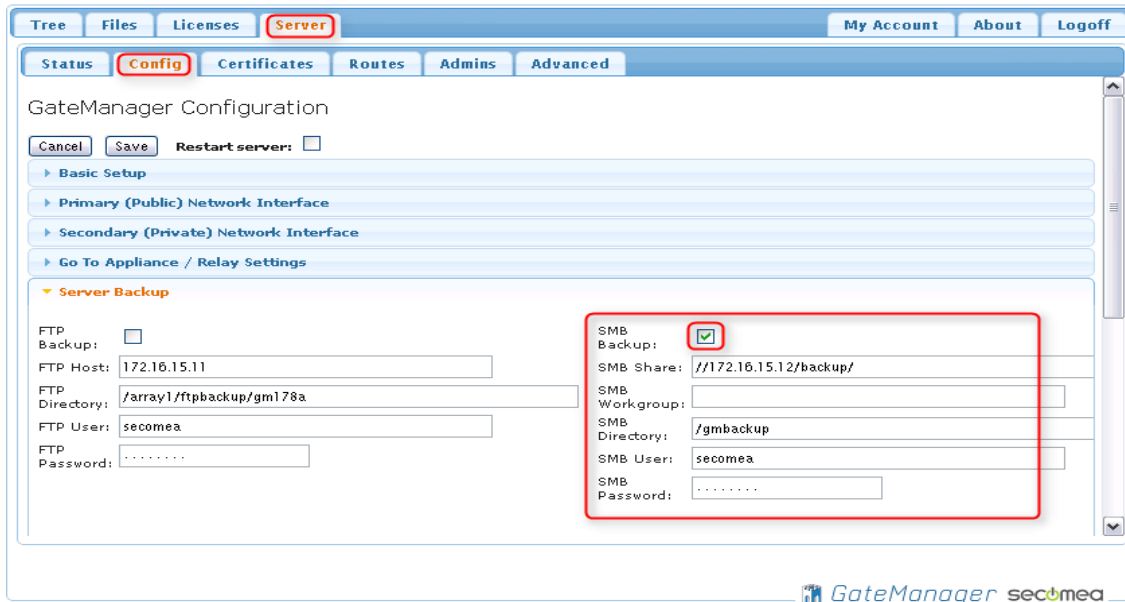 Tree Files Licenses Server My Account About Logoff
Status Config Certificates Routes Admins Advanced
GateManager Configuration
Cancel Save Restart server:
Basic Setup
Primary (Public) Network Interface
Secondary (Private) Network Interface
Go To Appliance / Relay Settings
Server Backup
FTP Backup:
FTP Host: 172.16.15.11
FTP Directory: /array1/ftpbackup/gm178a
FTP User: secomea
FTP Password: ........
SMB Backup:
SMB Share: //172.16.15.12/backup/
SMB Workgroup:
SMB Directory: /gmbackup
SMB User: secomea
SMB Password: ........
GateManager secomea